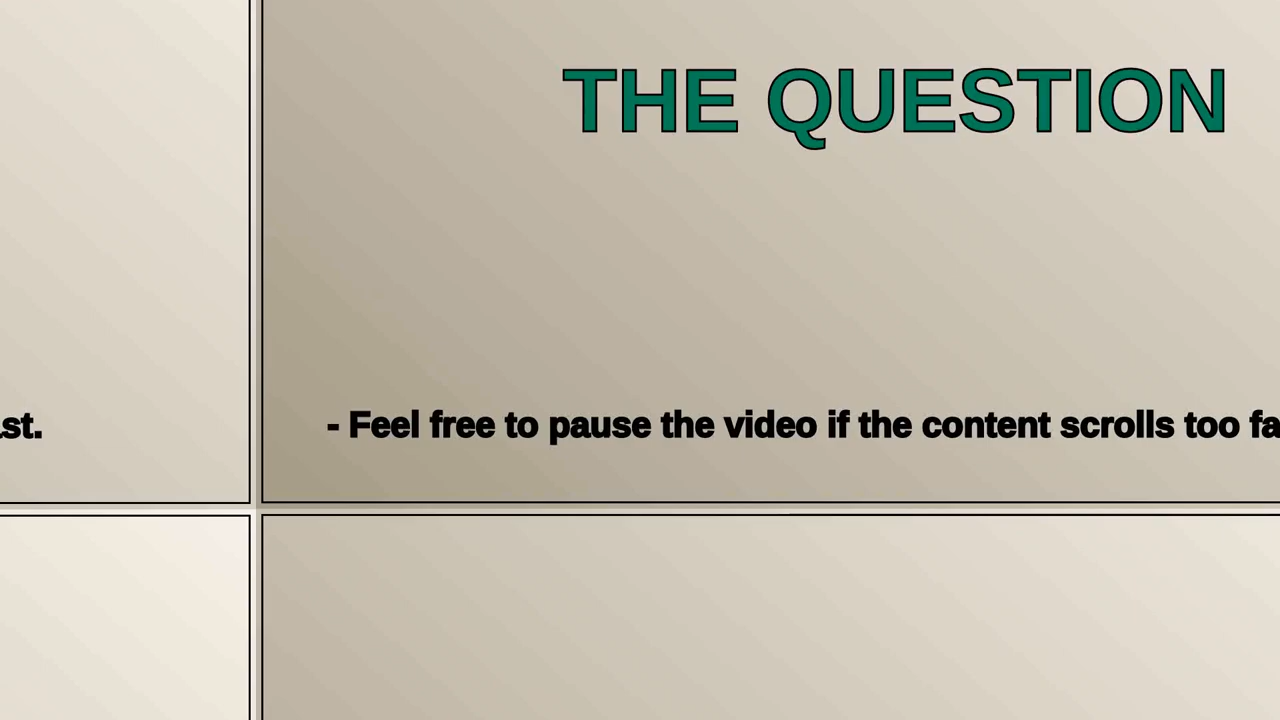 THE QUESTION
st.
- Feel free to pause the video if the content scrolls too fa